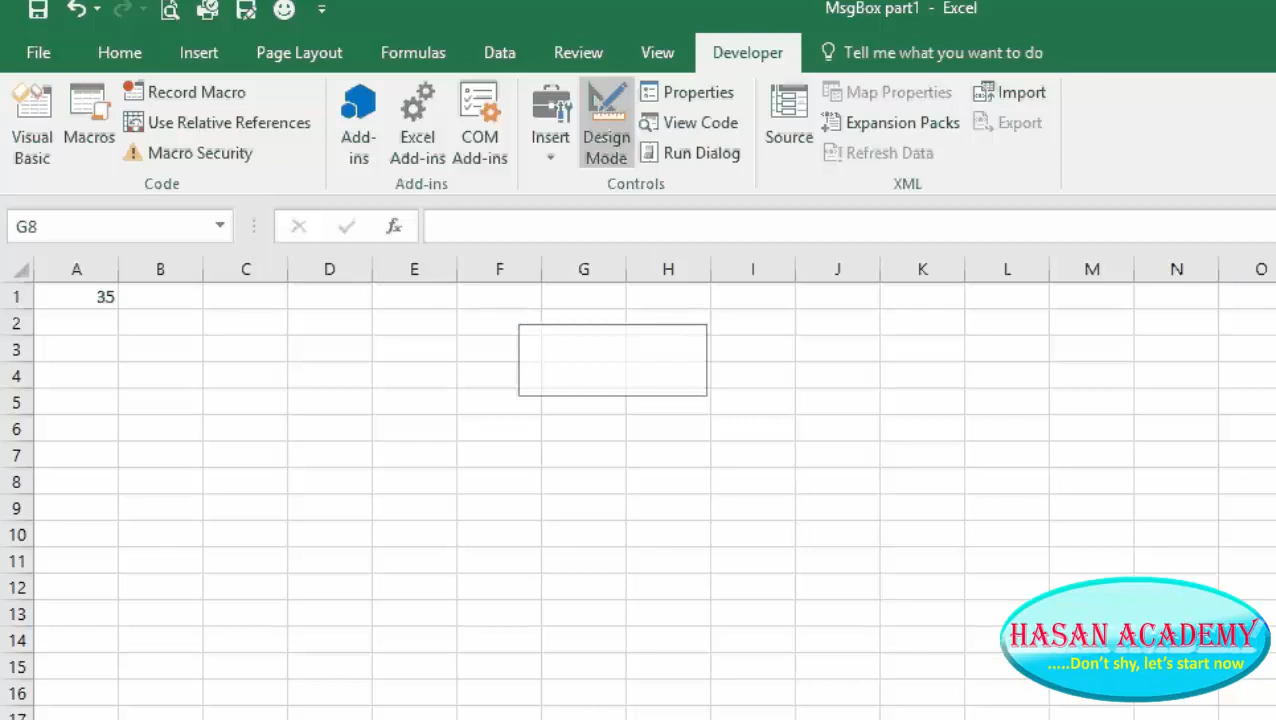 MsgBox part1 - Excel
File Home Insert Page Layout Formulas Data Review View Developer Tell me what you want to do
Visual Basic
Macros
Record Macro
Use Relative References
Macro Security
Code
Add-ins
Excel Add-ins
COM Add-ins
Add-ins
Insert
Design Mode
Properties
View Code
Run Dialog
Controls
Source
Map Properties
Expansion Packs
Refresh Data
Import
Export
XML
G8
fx
A B C D E F G H I J K L M N O
1 35
2
3
4
5
6
7
8
9
10
11
12
13
14
15
16
17
HASAN ACADEMY
.....Don't shy, let's start now